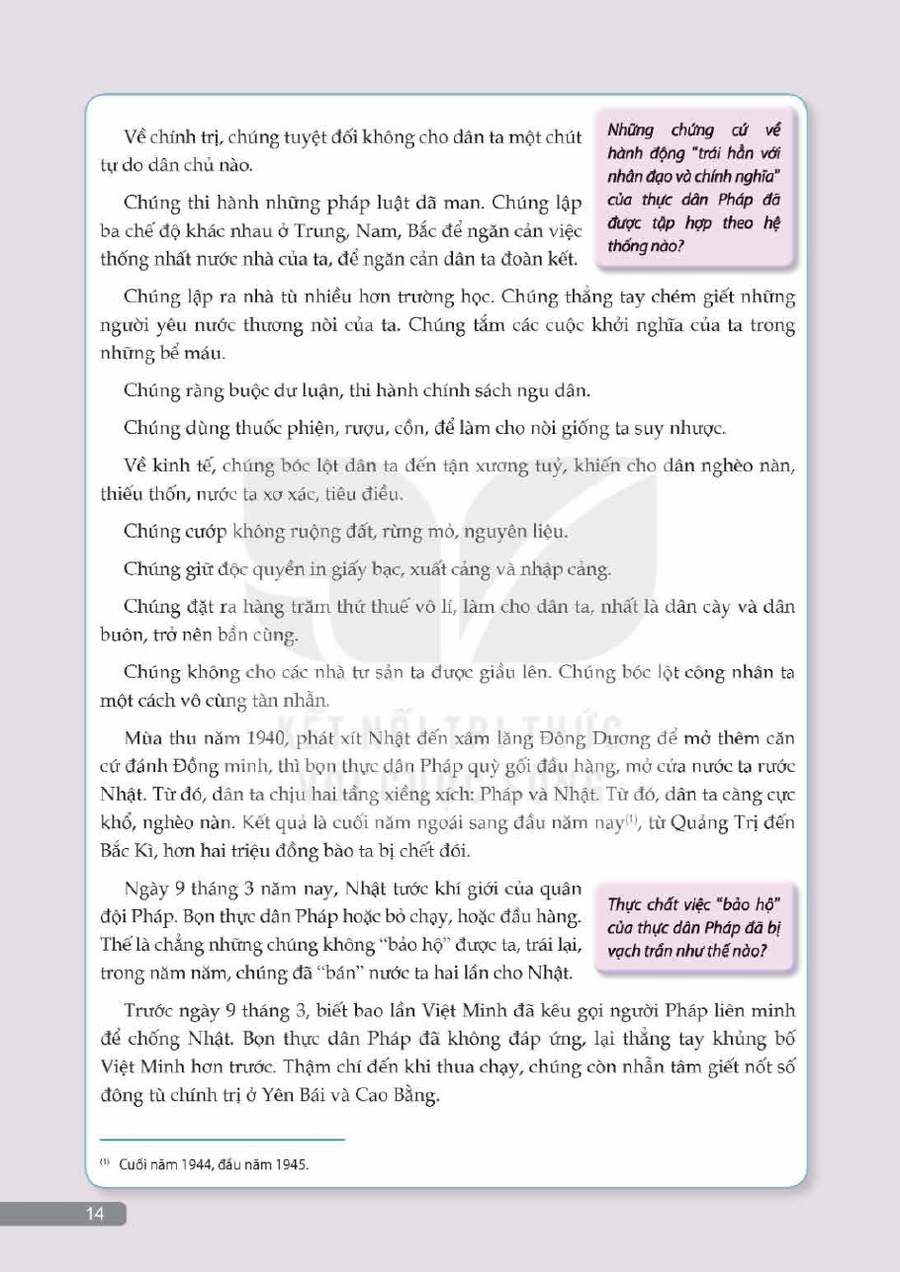 Về chính trị, chúng tuyệt đối không cho dân ta một chút
tự do dân chủ nào.
Chúng thi hành những pháp luật dã man. Chúng lập
ba chế độ khác nhau ở Trung, Nam, Bắc để ngăn cản việc
thống nhất nước nhà của ta, để ngăn cản dân ta đoàn kết.
Những chứng cứ về
hành động "trái hẳn với
nhân đạo và chính nghĩa"
của thực dân Pháp đã
được tập hợp theo hệ
thống nào?
Chúng lập ra nhà tù nhiều hơn trường học. Chúng thẳng tay chém giết những
người yêu nước thương nòi của ta. Chúng tắm các cuộc khởi nghĩa của ta trong
những bể máu.
Chúng ràng buộc dư luận, thi hành chính sách ngu dân.
Chúng dùng thuốc phiện, rượu, cồn, để làm cho nòi giống ta suy nhược.
Về kinh tế, chúng bóc lột dân ta đến tận xương tuỷ, khiến cho dân nghèo nàn,
thiếu thốn, nước ta xơ xác, tiêu điều.
Chúng cướp không ruộng đất, rừng mỏ, nguyên liệu.
Chúng giữ độc quyền in giấy bạc, xuất cảng và nhập cảng.
Chúng đặt ra hàng trăm thứ thuế vô lí, làm cho dân ta, nhất là dân cày và dân
buôn, trở nên bần cùng.
Chúng không cho các nhà tư sản ta được giầu lên. Chúng bóc lột công nhân ta
một cách vô cùng tàn nhẫn.
KẾT NỐI TRI THỨC
VỚI CUỘC SỐNG
Mùa thu năm 1940, phát xít Nhật đến xâm lăng Đông Dương để mở thêm căn
cứ đánh Đồng minh, thì bọn thực dân Pháp quỳ gối đầu hàng, mở cửa nước ta rước
Nhật. Từ đó, dân ta chịu hai tầng xiềng xích: Pháp và Nhật. Từ đó, dân ta càng cực
khổ, nghèo nàn. Kết quả là cuối năm ngoái sang đầu năm nay(1), từ Quảng Trị đến
Bắc Kì, hơn hai triệu đồng bào ta bị chết đói.
Ngày 9 tháng 3 năm nay, Nhật tước khí giới của quân
đội Pháp. Bọn thực dân Pháp hoặc bỏ chạy, hoặc đầu hàng.
Thế là chẳng những chúng không "bảo hộ" được ta, trái lại,
trong năm năm, chúng đã "bán" nước ta hai lần cho Nhật.
Thực chất việc "bảo hộ"
của thực dân Pháp đã bị
vạch trần như thế nào?
Trước ngày 9 tháng 3, biết bao lần Việt Minh đã kêu gọi người Pháp liên minh
để chống Nhật. Bọn thực dân Pháp đã không đáp ứng, lại thẳng tay khủng bố
Việt Minh hơn trước. Thậm chí đến khi thua chạy, chúng còn nhẫn tâm giết nốt số
đông tù chính trị ở Yên Bái và Cao Bằng.
(1) Cuối năm 1944, đầu năm 1945.
14